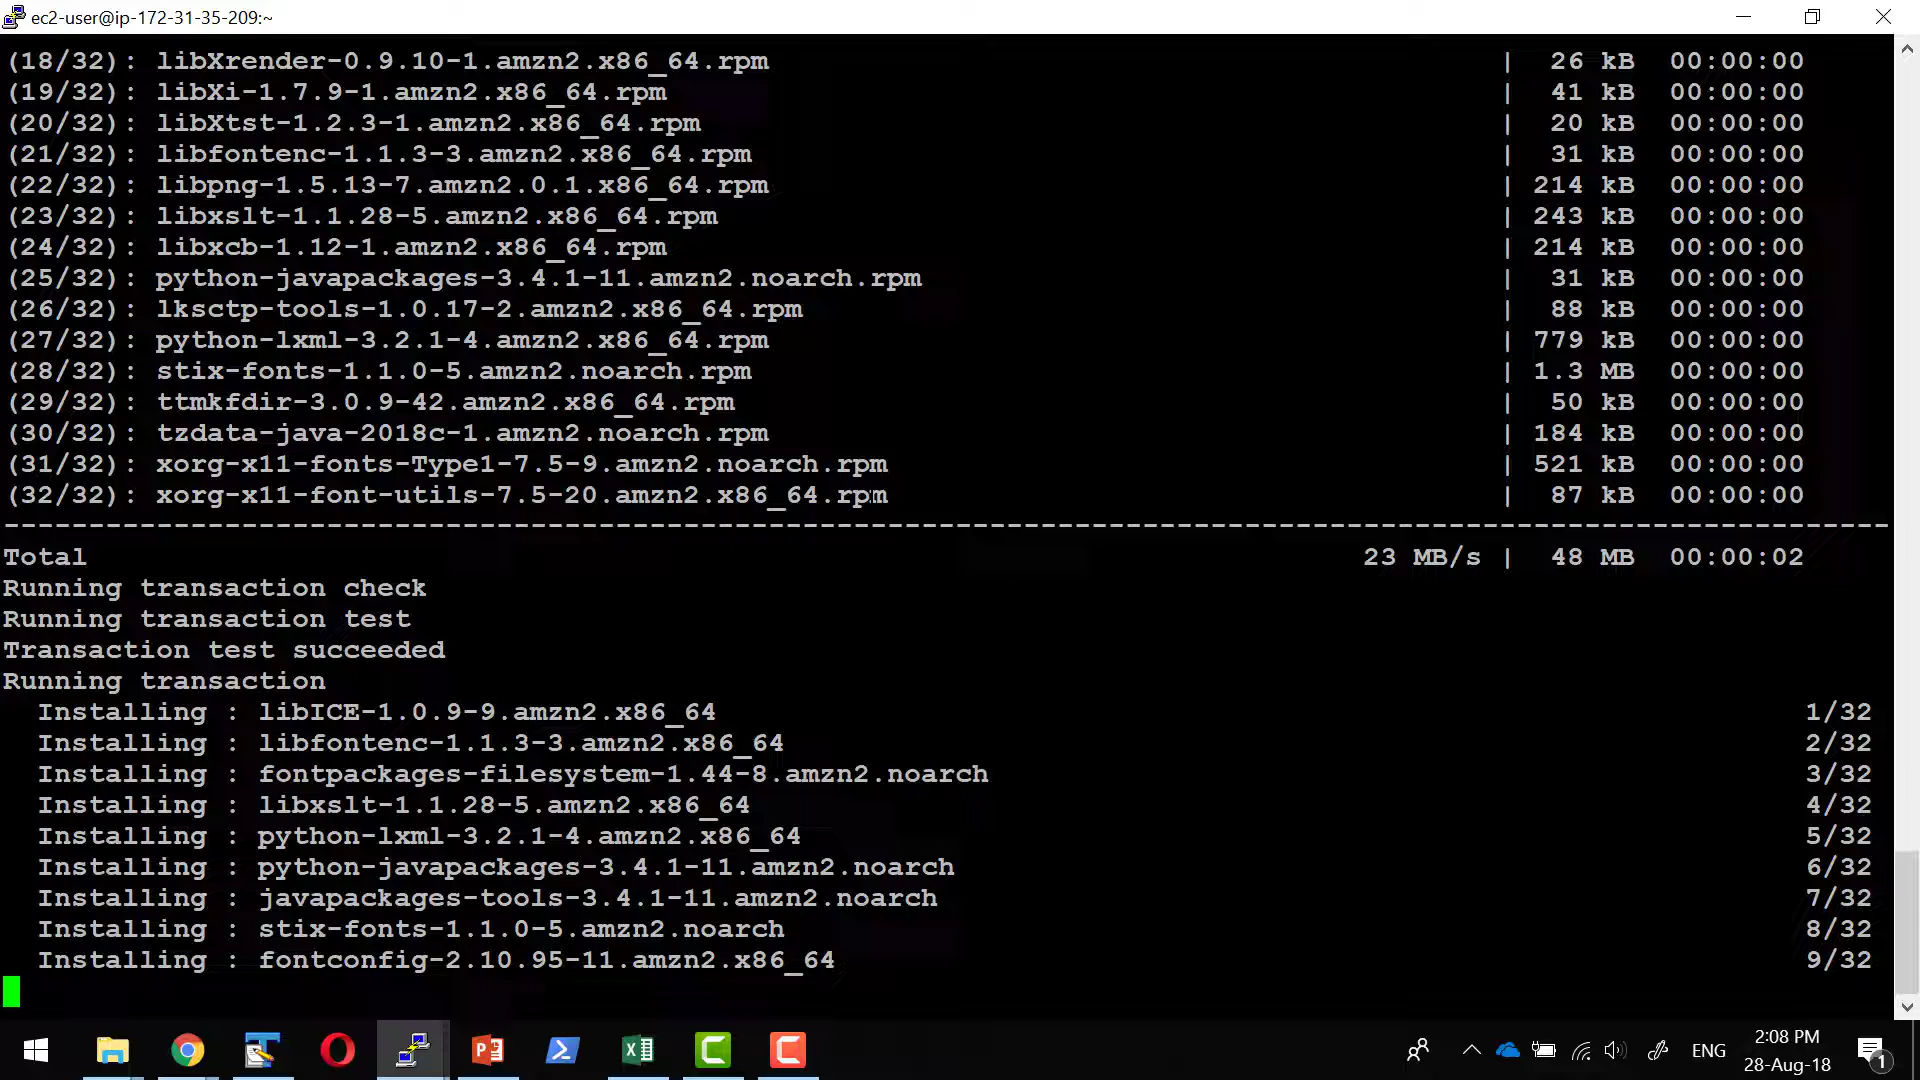 ec2-user@ip-172-31-35-209:~
(18/32): libXrender-0.9.10-1.amzn2.x86_64.rpm | 26 kB 00:00:00
(19/32): libXi-1.7.9-1.amzn2.x86_64.rpm | 41 kB 00:00:00
(20/32): libXtst-1.2.3-1.amzn2.x86_64.rpm | 20 kB 00:00:00
(21/32): libfontenc-1.1.3-3.amzn2.x86_64.rpm | 31 kB 00:00:00
(22/32): libpng-1.5.13-7.amzn2.0.1.x86_64.rpm | 214 kB 00:00:00
(23/32): libxslt-1.1.28-5.amzn2.x86_64.rpm | 243 kB 00:00:00
(24/32): libxcb-1.12-1.amzn2.x86_64.rpm | 214 kB 00:00:00
(25/32): python-javapackages-3.4.1-11.amzn2.noarch.rpm | 31 kB 00:00:00
(26/32): lksctp-tools-1.0.17-2.amzn2.x86_64.rpm | 88 kB 00:00:00
(27/32): python-lxml-3.2.1-4.amzn2.x86_64.rpm | 779 kB 00:00:00
(28/32): stix-fonts-1.1.0-5.amzn2.noarch.rpm | 1.3 MB 00:00:00
(29/32): ttmkfdir-3.0.9-42.amzn2.x86_64.rpm | 50 kB 00:00:00
(30/32): tzdata-java-2018c-1.amzn2.noarch.rpm | 184 kB 00:00:00
(31/32): xorg-x11-fonts-Type1-7.5-9.amzn2.noarch.rpm | 521 kB 00:00:00
(32/32): xorg-x11-font-utils-7.5-20.amzn2.x86_64.rpm | 87 kB 00:00:00
---------------------------------------------------------------------------------------------------------------
Total 23 MB/s | 48 MB 00:00:02
Running transaction check
Running transaction test
Transaction test succeeded
Running transaction
Installing : libICE-1.0.9-9.amzn2.x86_64 1/32
Installing : libfontenc-1.1.3-3.amzn2.x86_64 2/32
Installing : fontpackages-filesystem-1.44-8.amzn2.noarch 3/32
Installing : libxslt-1.1.28-5.amzn2.x86_64 4/32
Installing : python-lxml-3.2.1-4.amzn2.x86_64 5/32
Installing : python-javapackages-3.4.1-11.amzn2.noarch 6/32
Installing : javapackages-tools-3.4.1-11.amzn2.noarch 7/32
Installing : stix-fonts-1.1.0-5.amzn2.noarch 8/32
Installing : fontconfig-2.10.95-11.amzn2.x86_64 9/32
ENG
2:08 PM
28-Aug-18
1